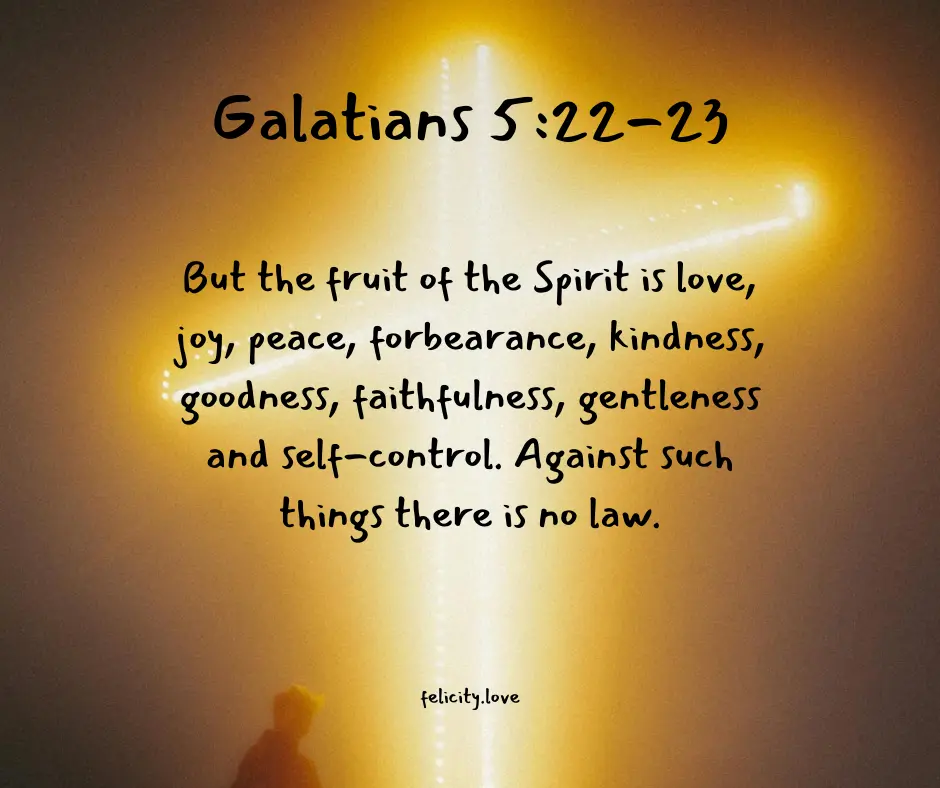 Galatians 5:22-23
But the fruit of the Spirit is love,
joy, peace, forbearance, kindness,
goodness, faithfulness, gentleness
and self-control. Against such
things there is no law.
felicity.love